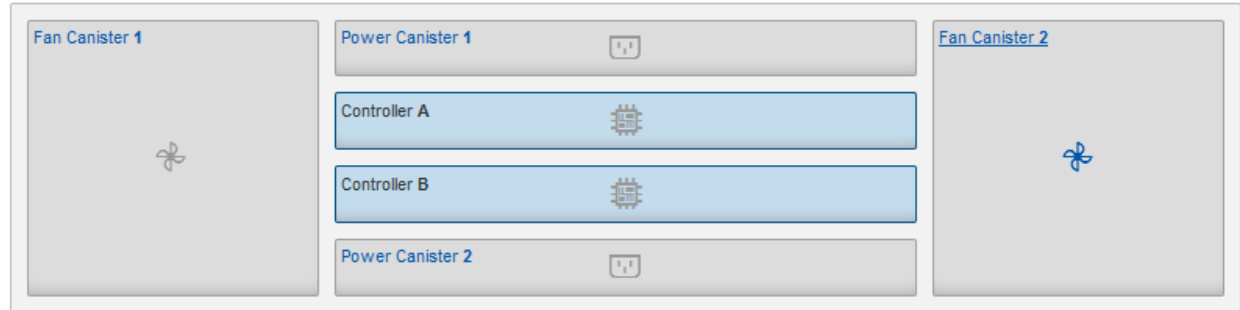 Fan Canister 1
Power Canister 1
Controller A
Controller B
Power Canister 2
Fan Canister 2